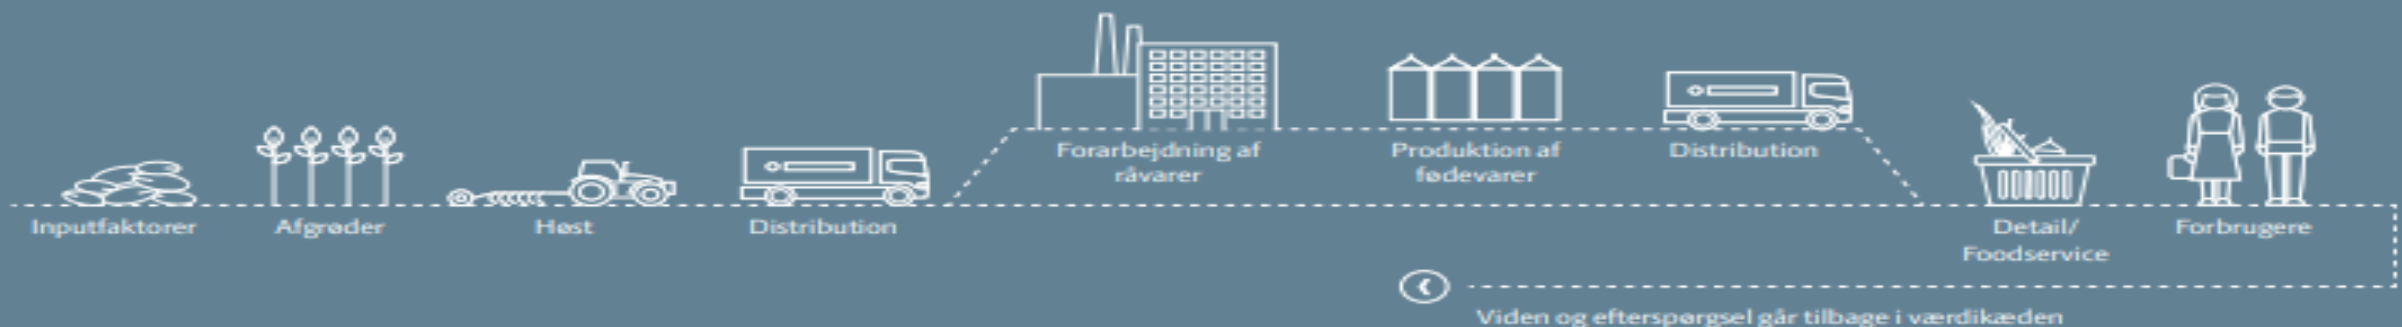 Inputfaktorer
Afgrøder
Høst
Distribution
Forarbejdning af
råvarer
Produktion af
fødevarer
Distribution
Detail/
Foodservice
Forbrugere
Viden og efterspørgsel går tilbage i værdikæden